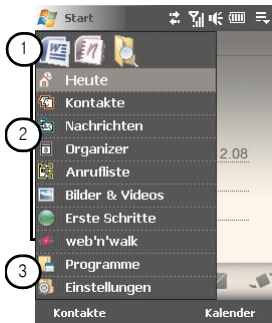 Start
1
Heute
Kontakte
2
Nachrichten
Organizer
2.08
Anrufliste
Bilder & Videos
Erste Schritte
web'n'walk
3
Programme
Einstellungen
Kontakte
Kalender